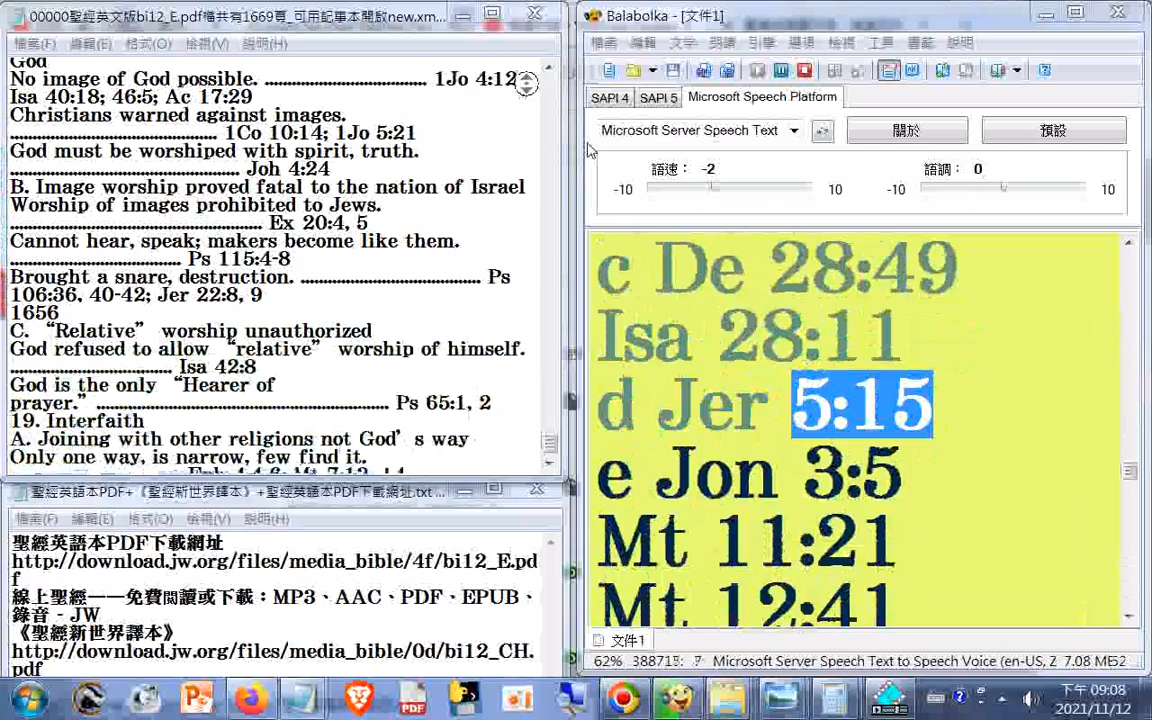 00000聖經英文版bi12_E.pdf檔共有1669頁_可用記事本開啟new.xm...
檔案(F) 編輯(E) 格式(O) 檢視(V) 說明(H)
God
No image of God possible. ................................ 1Jo 4:12
Isa 40:18; 46:5; Ac 17:29
Christians warned against images.
................................ 1Co 10:14; 1Jo 5:21
God must be worshiped with spirit, truth.
................................ Joh 4:24
B. Image worship proved fatal to the nation of Israel
Worship of images prohibited to Jews.
................................ Ex 20:4, 5
Cannot hear, speak; makers become like them.
................................ Ps 115:4-8
Brought a snare, destruction. ................................ Ps
106:36, 40-42; Jer 22:8, 9
1656
C. “Relative” worship unauthorized
God refused to allow “relative” worship of himself.
................................ Isa 42:8
God is the only “Hearer of
prayer.” ................................ Ps 65:1, 2
19. Interfaith
A. Joining with other religions not God’s way
Only one way, is narrow, few find it.
聖經英語本PDF+《聖經新世界譯本》+聖經英語本PDF下載網址.txt ...
檔案(F) 編輯(E) 格式(O) 檢視(V) 說明(H)
聖經英語本PDF下載網址
http://download.jw.org/files/media_bible/4f/bi12_E.pd
f
線上聖經——免費閱讀或下載：MP3、AAC、PDF、EPUB、
錄音 - JW
《聖經新世界譯本》
http://download.jw.org/files/media_bible/0d/bi12_CH.
pdf
Balabolka - [文件1]
檔案 編輯 文字 閱讀 引擎 選項 檢視 工具 書籤 說明
SAPI 4 SAPI 5 Microsoft Speech Platform
Microsoft Server Speech Text 關於 預設
語速： -2 語調： 0
-10 10 -10 10
c De 28:49
Isa 28:11
d Jer 5:15
e Jon 3:5
Mt 11:21
Mt 12:41
文件1
62% Microsoft Server Speech Text to Speech Voice (en-US, Z 7.08 MB
下午 09:08
2021/11/12